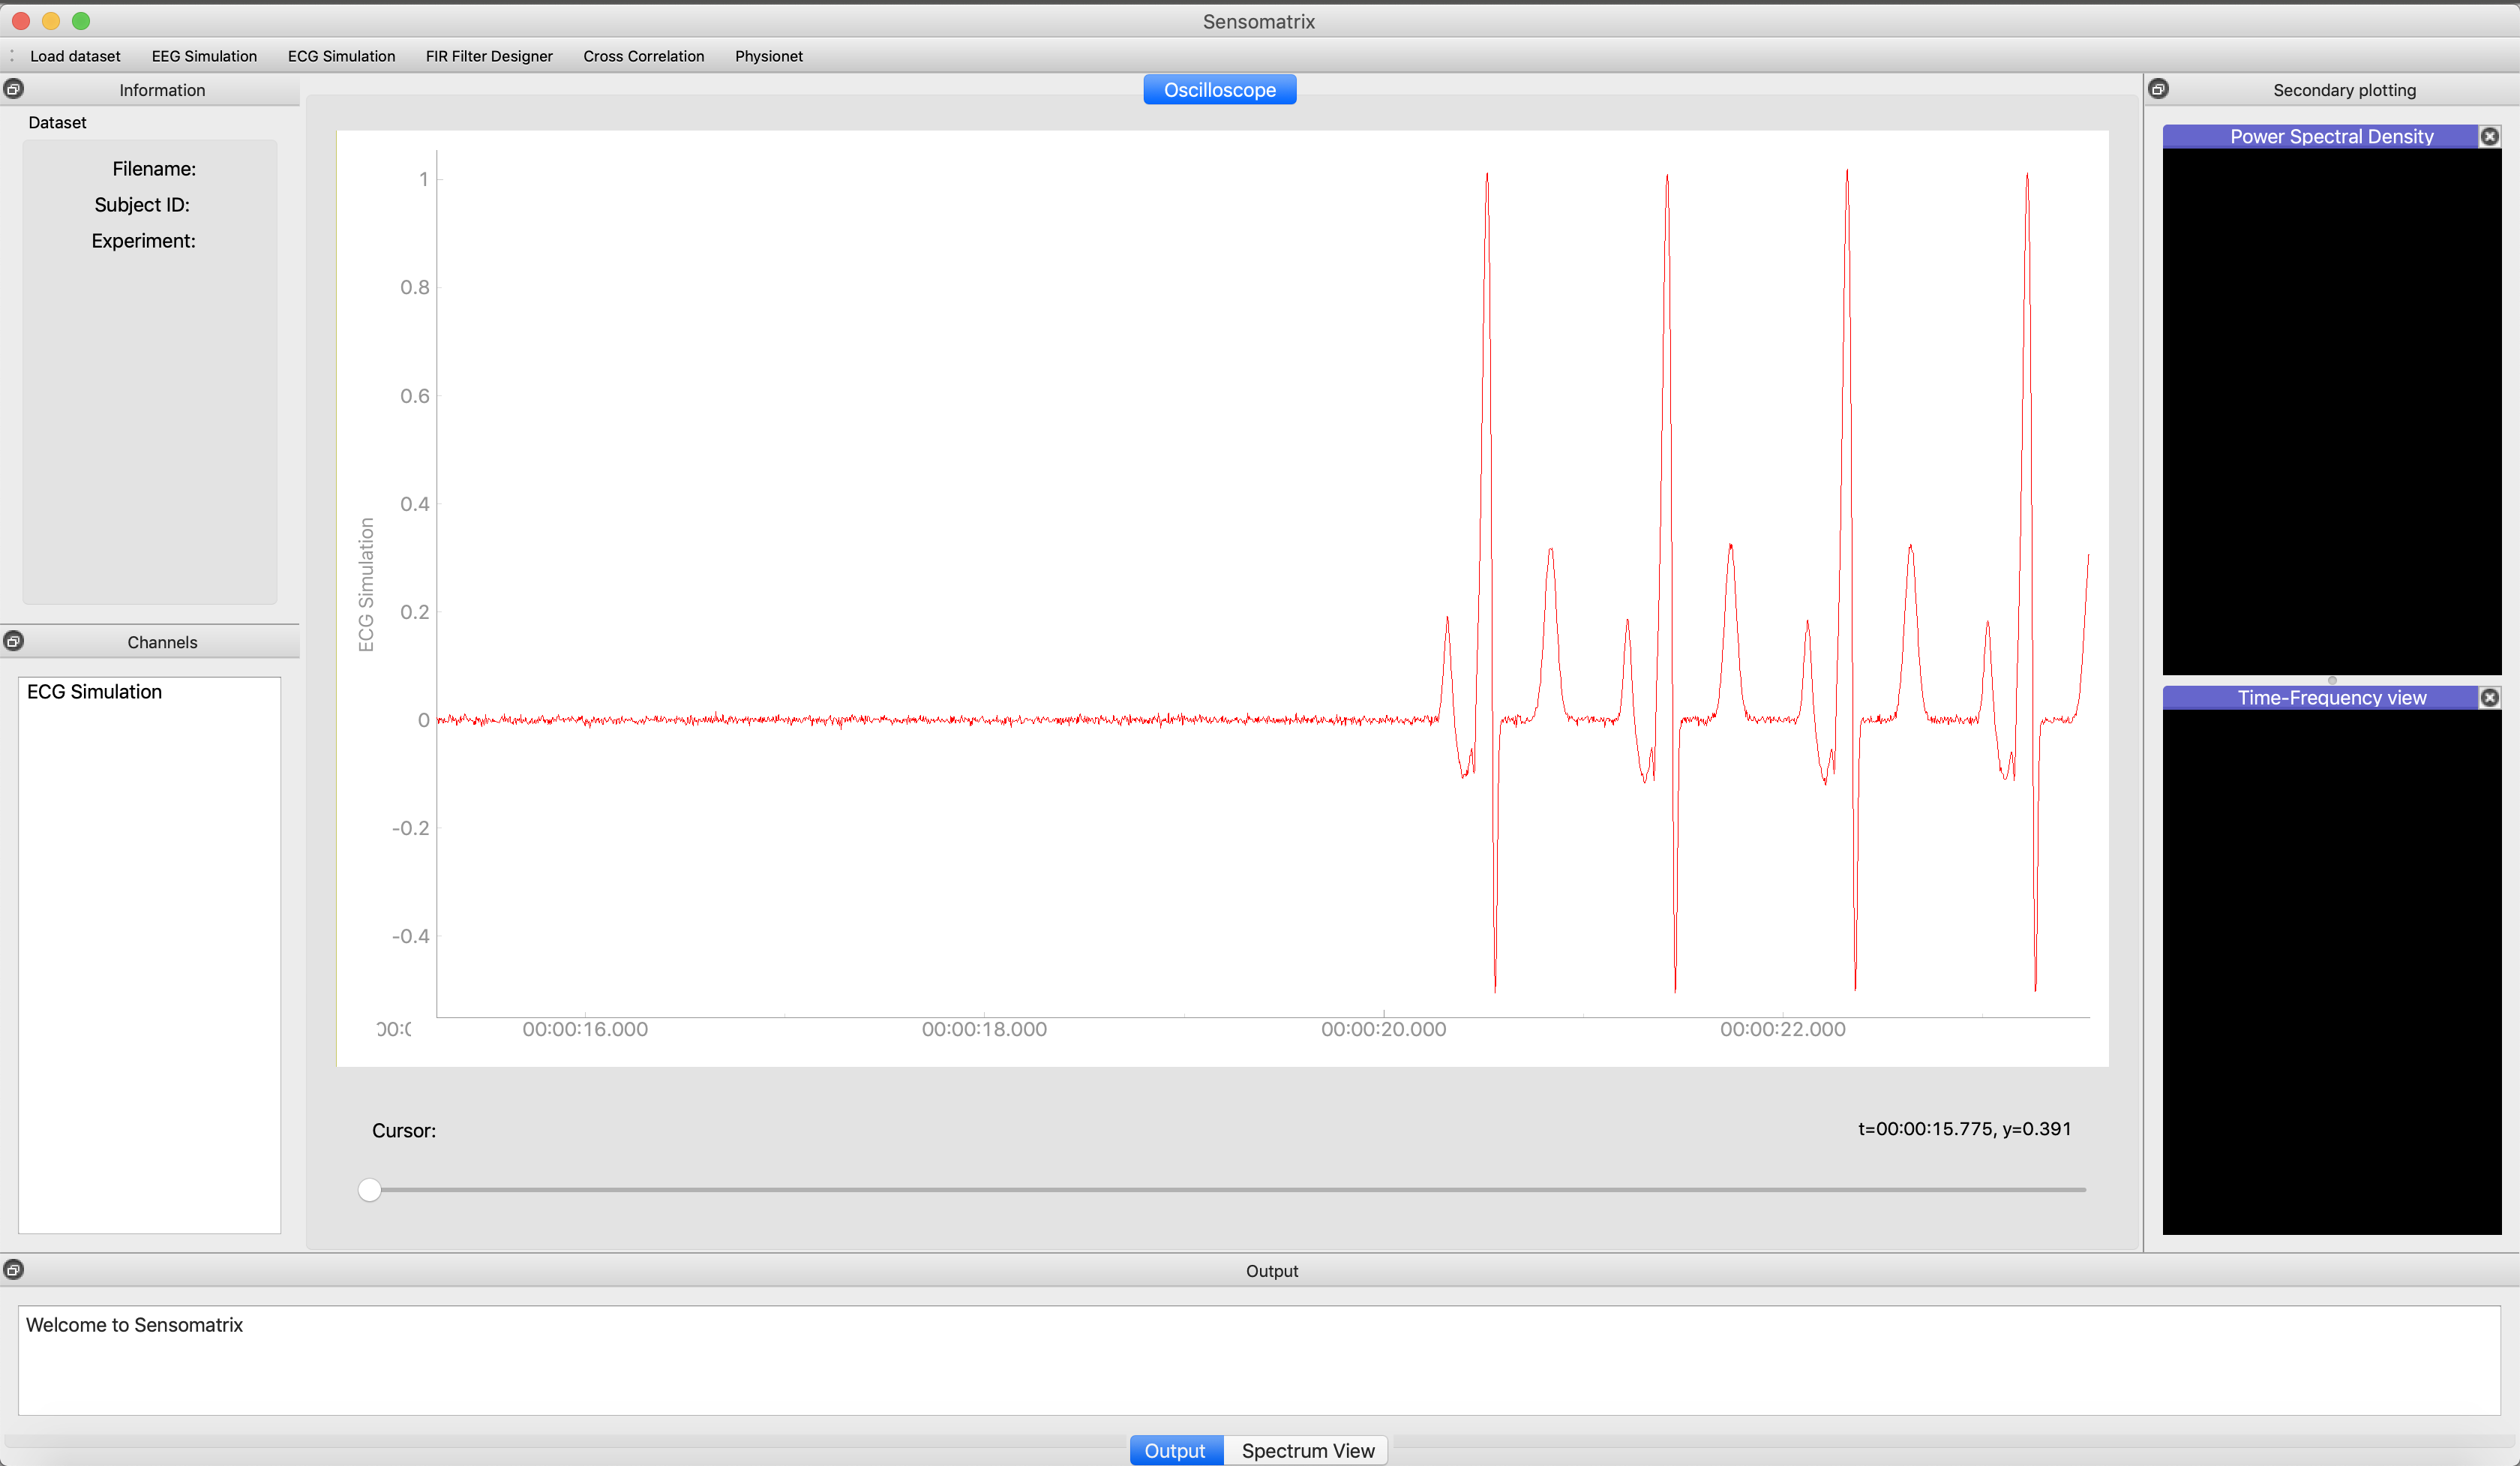 Sensomatrix
Load dataset EEG Simulation ECG Simulation FIR Filter Designer Cross Correlation Physionet
Information
Dataset
Filename:
Subject ID:
Experiment:
Channels
ECG Simulation
Oscilloscope
ECG Simulation
1
0.8
0.6
0.4
0.2
0
-0.2
-0.4
00:00:16.000 00:00:18.000 00:00:20.000 00:00:22.000
Cursor:
t=00:00:15.775, y=0.391
Secondary plotting
Power Spectral Density
Time-Frequency view
Output
Welcome to Sensomatrix
Output Spectrum View